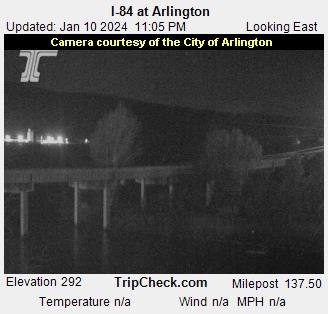 I-84 at Arlington
Updated: Jan 10 2024 11:05 PM Looking East
Camera courtesy of the City of Arlington
Elevation 292 TripCheck.com Milepost 137.50
Temperature n/a Wind n/a MPH n/a